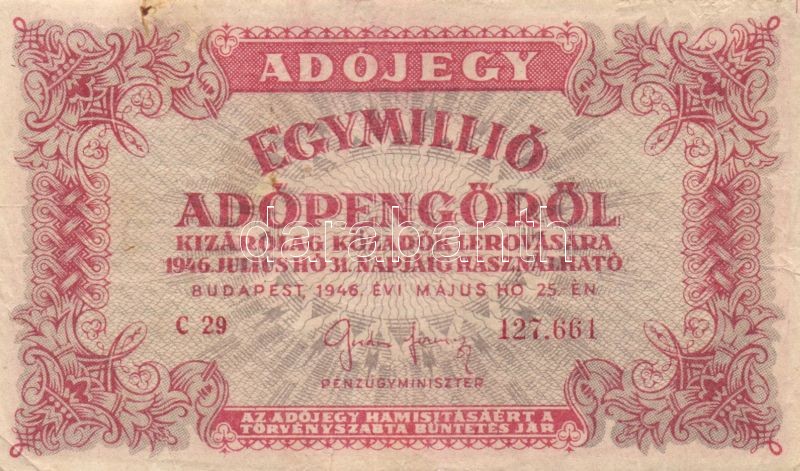 ADÓJEGY
EGYMILLIÓ
ADÓPENGŐRŐL
KIZÁRÓLAG KÖZADÓK LEROVÁSÁRA
1946. JULIUS HÓ 31. NAPJÁIG HASZNÁLHATÓ
BUDAPEST, 1946. ÉVI MÁJUS HÓ 25.-ÉN
C 29
127.661
darabanth
PÉNZÜGYMINISZTER
AZ ADÓJEGY HAMISITÁSÁÉRT A
TÖRVÉNYSZABTA BÜNTETÉS JÁR